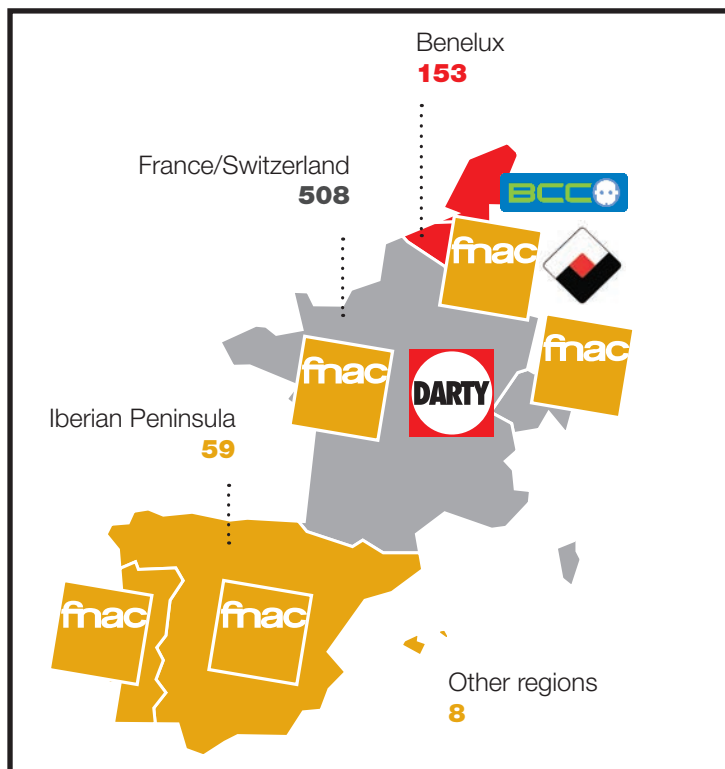 Benelux
153
BCC
France/Switzerland
508
fnac
fnac
fnac
DARTY
Iberian Peninsula
59
fnac
fnac
Other regions
8